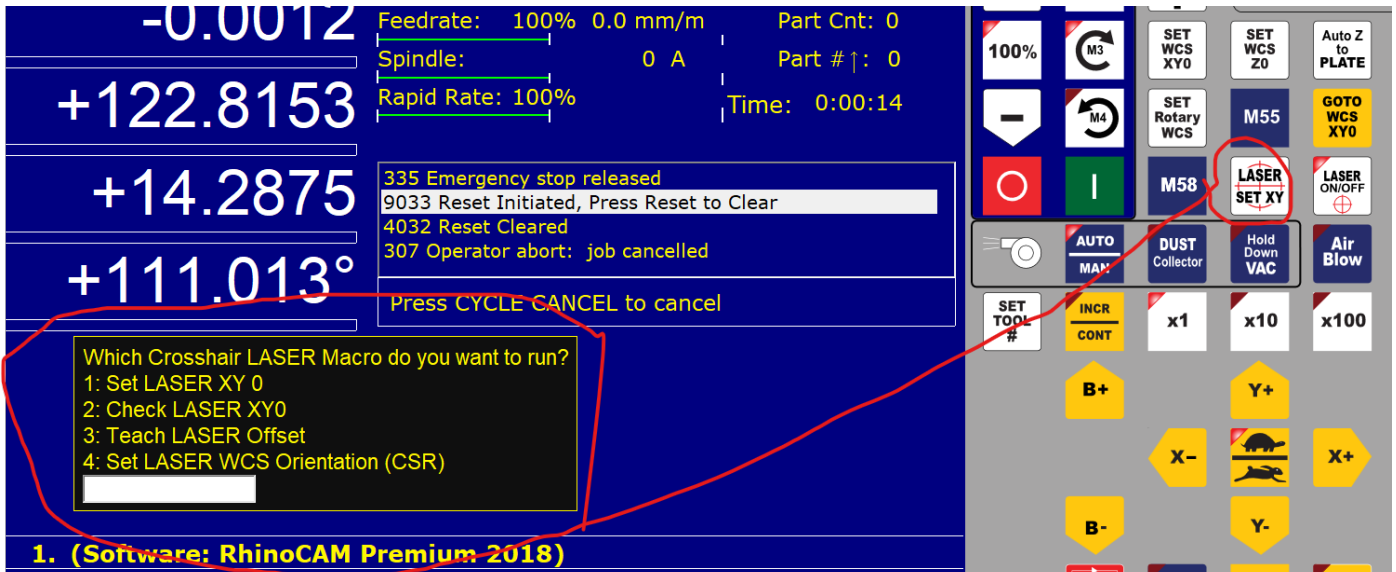 -0.0012
+122.8153
+14.2875
+111.013°
Feedrate: 100% 0.0 mm/m Part Cnt: 0
Spindle: 0 A Part #↑: 0
Rapid Rate: 100% Time: 0:00:14
335 Emergency stop released
9033 Reset Initiated, Press Reset to Clear
4032 Reset Cleared
307 Operator abort: job cancelled
Press CYCLE CANCEL to cancel
Which Crosshair LASER Macro do you want to run?
1: Set LASER XY 0
2: Check LASER XY0
3: Teach LASER Offset
4: Set LASER WCS Orientation (CSR)
1. (Software: RhinoCAM Premium 2018)
100%
M3
SET
WCS
XY0
SET
WCS
Z0
Auto Z
to
PLATE
M4
SET
Rotary
WCS
M55
GOTO
WCS
XY0
M58
LASER
SET XY
LASER
ON/OFF
AUTO
MAN
DUST
Collector
Hold
Down
VAC
Air
Blow
SET
TOOL
#
INCR
CONT
x1
x10
x100
B+
Y+
X-
X+
B-
Y-